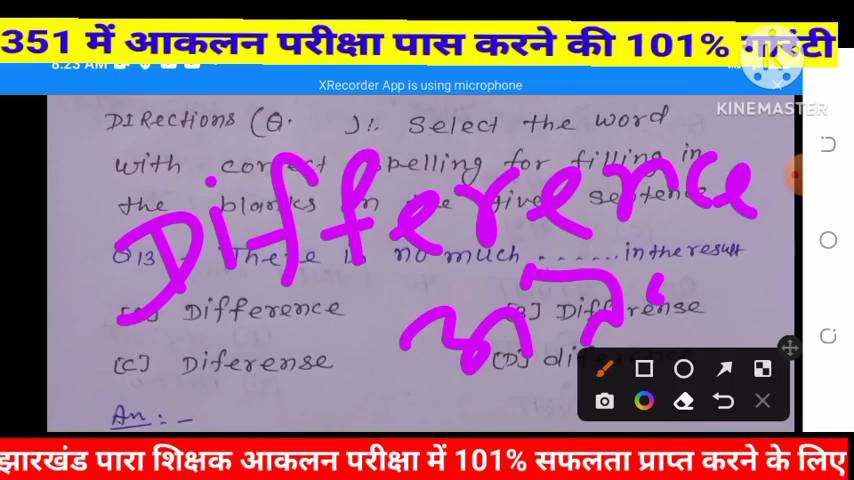 351 में आकलन परीक्षा पास करने की 101% गारंटी
8:23 AM
XRecorder App is using microphone
KINEMASTER
DIRections (Q. ):. Select the word
with correct spelling for filling in
the blanks in the given sentence
Q13 There is no much ....... in the result
Difference
[A] Difference [B] Differense
[C] Diferense [D]
An:-
झारखंड पारा शिक्षक आकलन परीक्षा में 101% सफलता प्राप्त करने के लिए